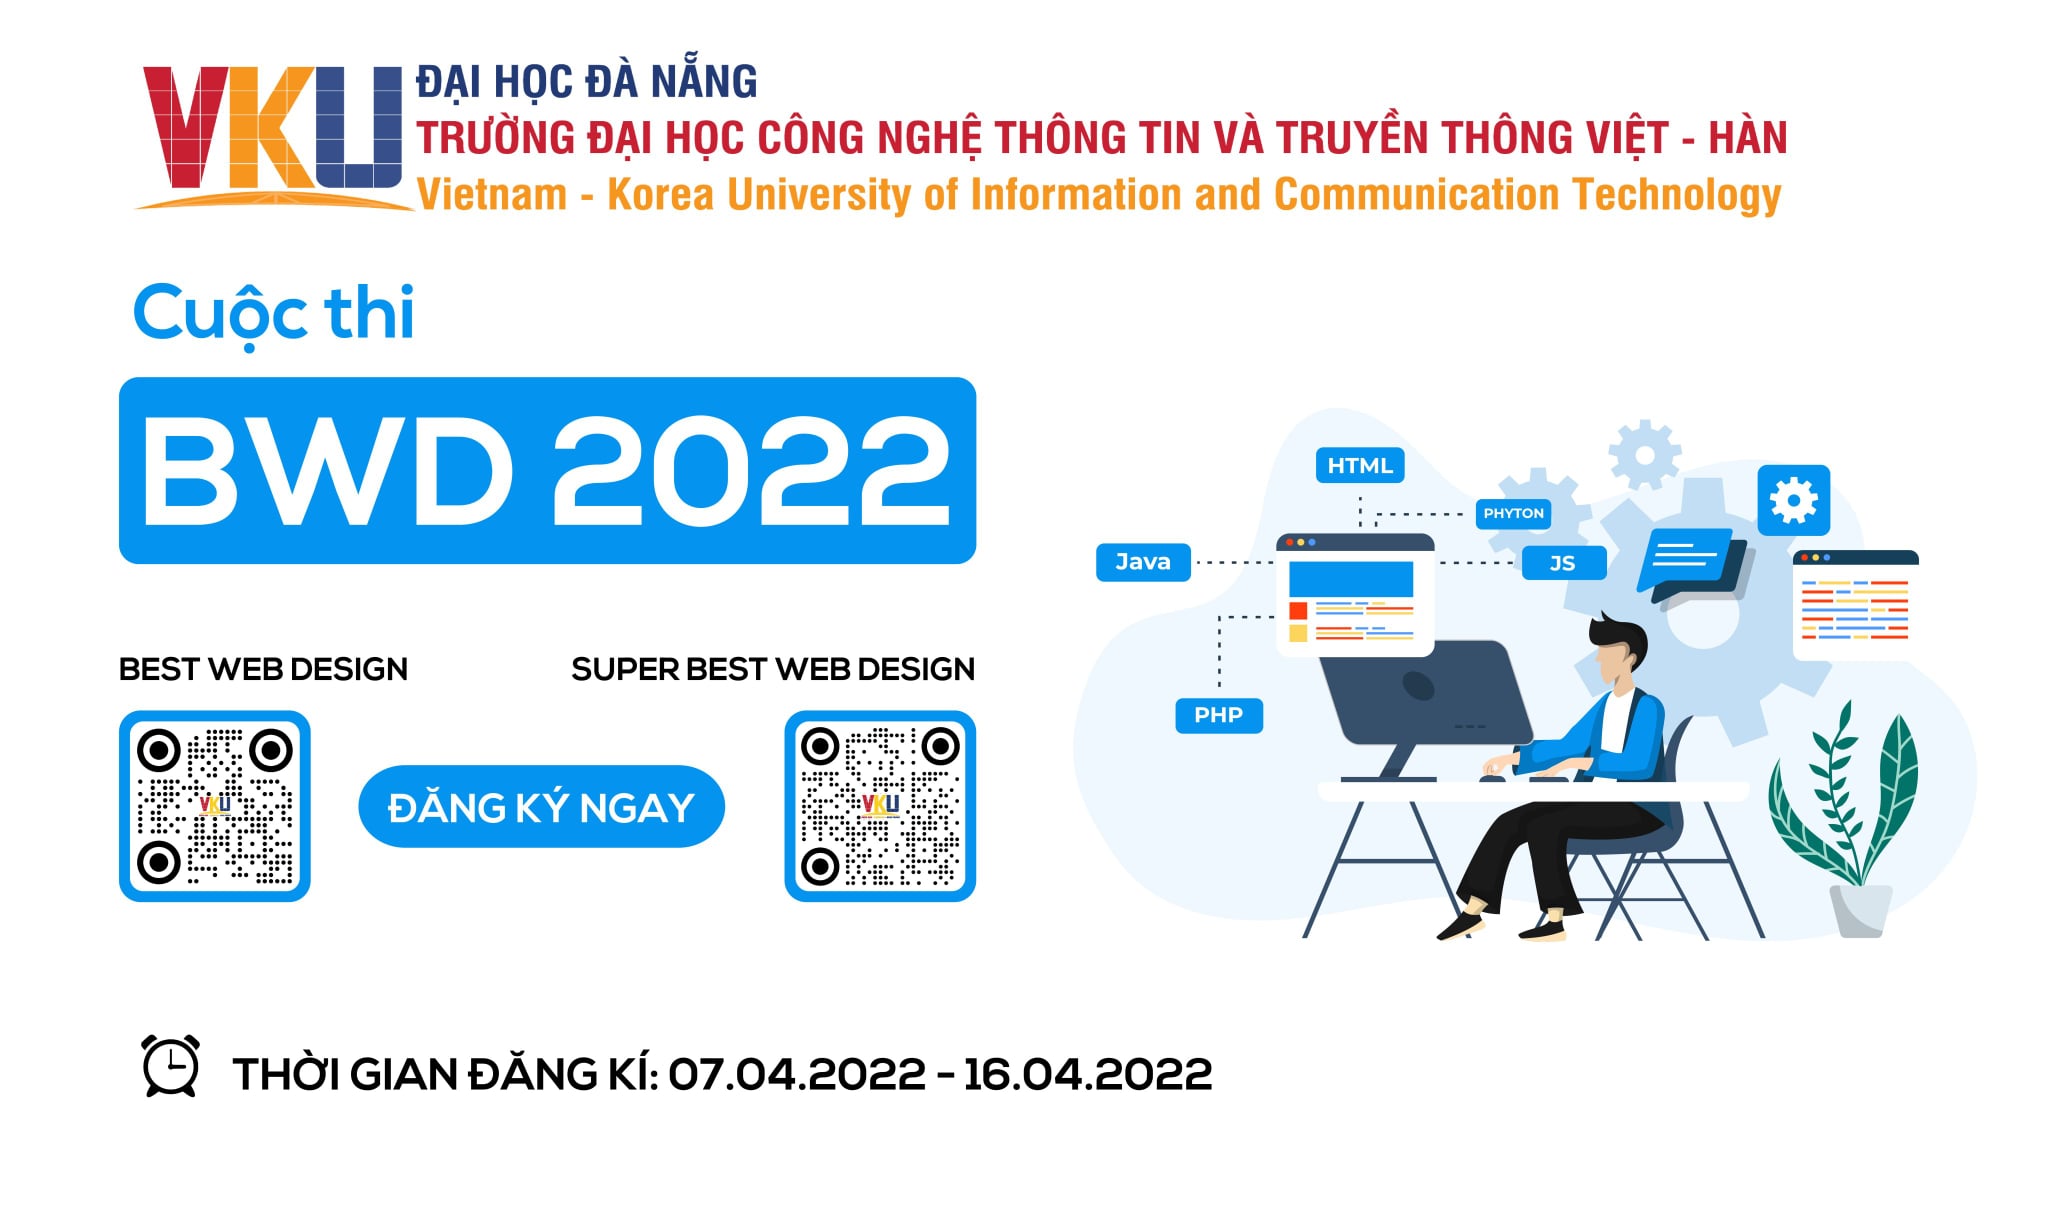 VKU
ĐẠI HỌC ĐÀ NẴNG
TRƯỜNG ĐẠI HỌC CÔNG NGHỆ THÔNG TIN VÀ TRUYỀN THÔNG VIỆT - HÀN
Vietnam - Korea University of Information and Communication Technology
Cuộc thi
BWD 2022
BEST WEB DESIGN
SUPER BEST WEB DESIGN
VKU
ĐĂNG KÝ NGAY
VKU
HTML
PHYTON
Java
JS
PHP
THỜI GIAN ĐĂNG KÍ: 07.04.2022 - 16.04.2022